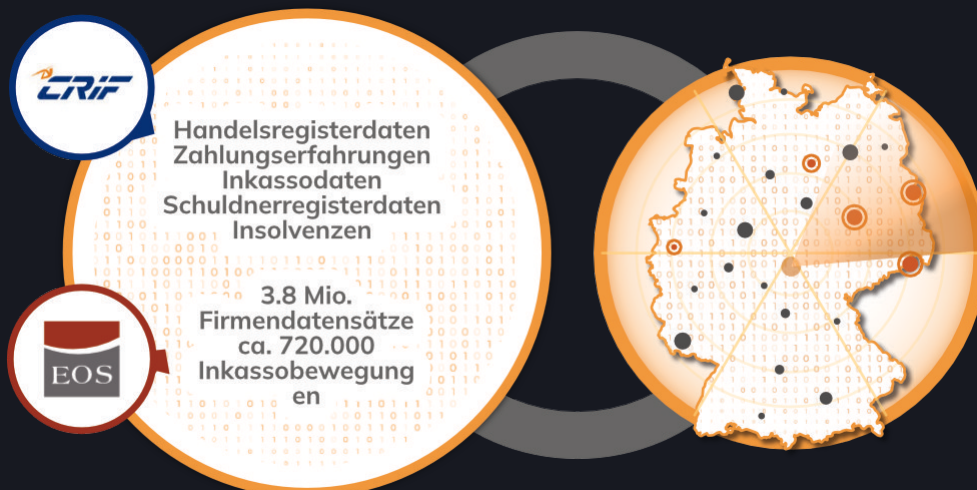 CRIF
Handelsregisterdaten
Zahlungserfahrungen
Inkassodaten
Schuldnerregisterdaten
Insolvenzen
3.8 Mio.
Firmendatensätze
ca. 720.000
Inkassobewegung
en
EOS